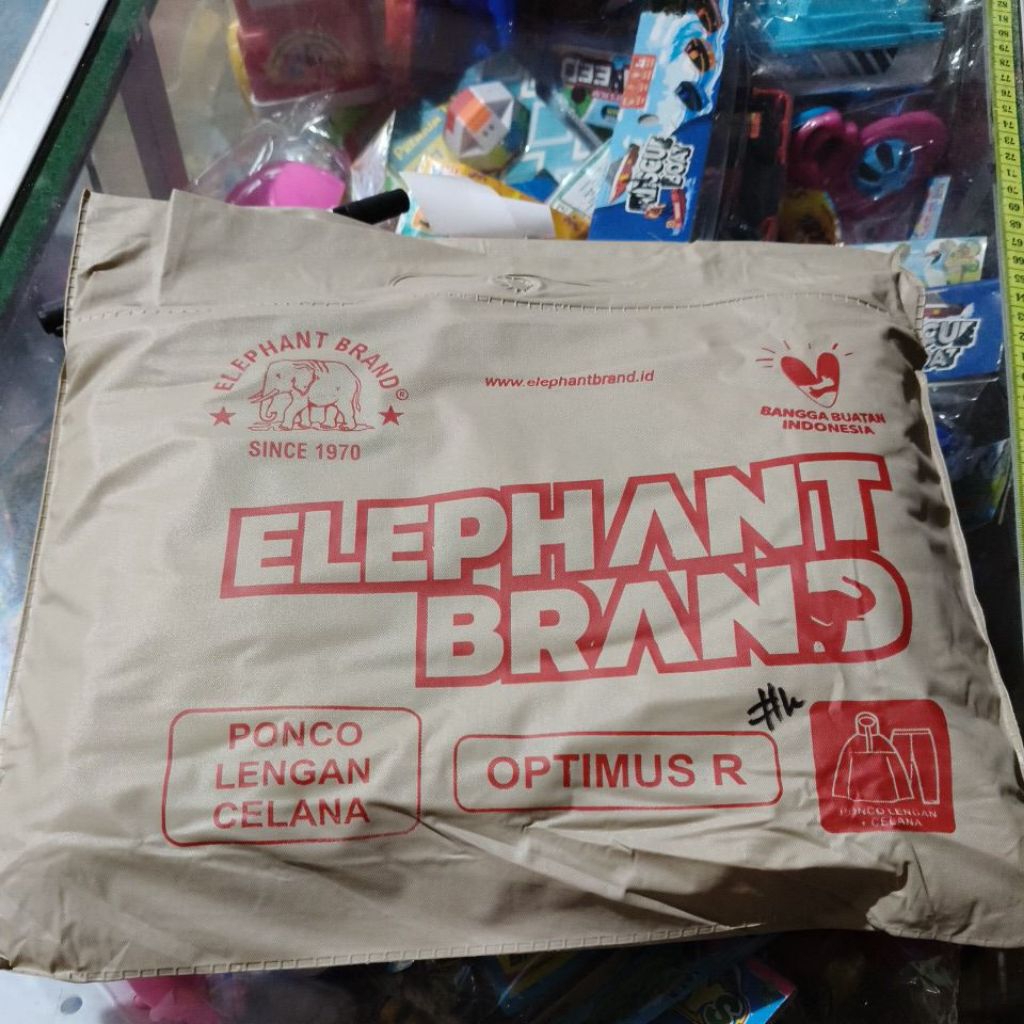 ELEPHANT BRAND®
SINCE 1970
www.elephantbrand.id
BANGGA BUATAN
INDONESIA
ELEPHANT
BRAND
PONCO
LENGAN
CELANA
OPTIMUS R
PONCO LENGAN
+ CELANA